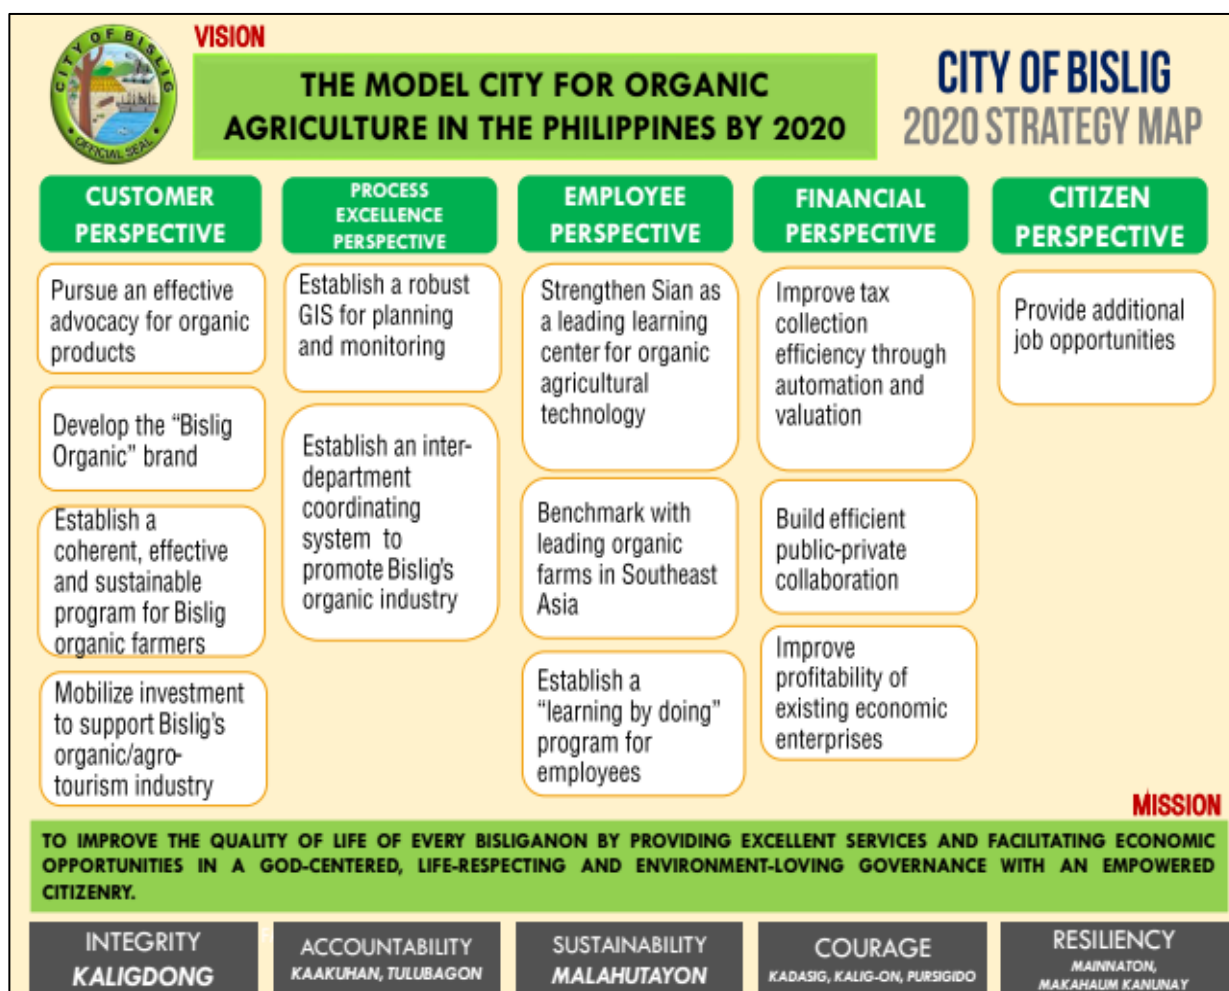 CITY OF BISLIG
OFFICIAL SEAL
VISION
THE MODEL CITY FOR ORGANIC
AGRICULTURE IN THE PHILIPPINES BY 2020
CITY OF BISLIG
2020 STRATEGY MAP
CUSTOMER
PERSPECTIVE
Pursue an effective
advocacy for organic
products
Develop the “Bislig
Organic” brand
Establish a
coherent, effective
and sustainable
program for Bislig
organic farmers
Mobilize investment
to support Bislig’s
organic/agro-
tourism industry
PROCESS
EXCELLENCE
PERSPECTIVE
Establish a robust
GIS for planning
and monitoring
Establish an inter-
department
coordinating
system to
promote Bislig’s
organic industry
EMPLOYEE
PERSPECTIVE
Strengthen Sian as
a leading learning
center for organic
agricultural
technology
Benchmark with
leading organic
farms in Southeast
Asia
Establish a
“learning by doing”
program for
employees
FINANCIAL
PERSPECTIVE
Improve tax
collection
efficiency through
automation and
valuation
Build efficient
public-private
collaboration
Improve
profitability of
existing economic
enterprises
CITIZEN
PERSPECTIVE
Provide additional
job opportunities
MISSION
TO IMPROVE THE QUALITY OF LIFE OF EVERY BISLIGANON BY PROVIDING EXCELLENT SERVICES AND FACILITATING ECONOMIC
OPPORTUNITIES IN A GOD-CENTERED, LIFE-RESPECTING AND ENVIRONMENT-LOVING GOVERNANCE WITH AN EMPOWERED
CITIZENRY.
INTEGRITY
KALIGDONG
ACCOUNTABILITY
KAAKUHAN, TULUBAGON
SUSTAINABILITY
MALAHUTAYON
COURAGE
KADASIG, KALIG-ON, PURSIGIDO
RESILIENCY
MAINNATON,
MAKAHAUM KANUNAY